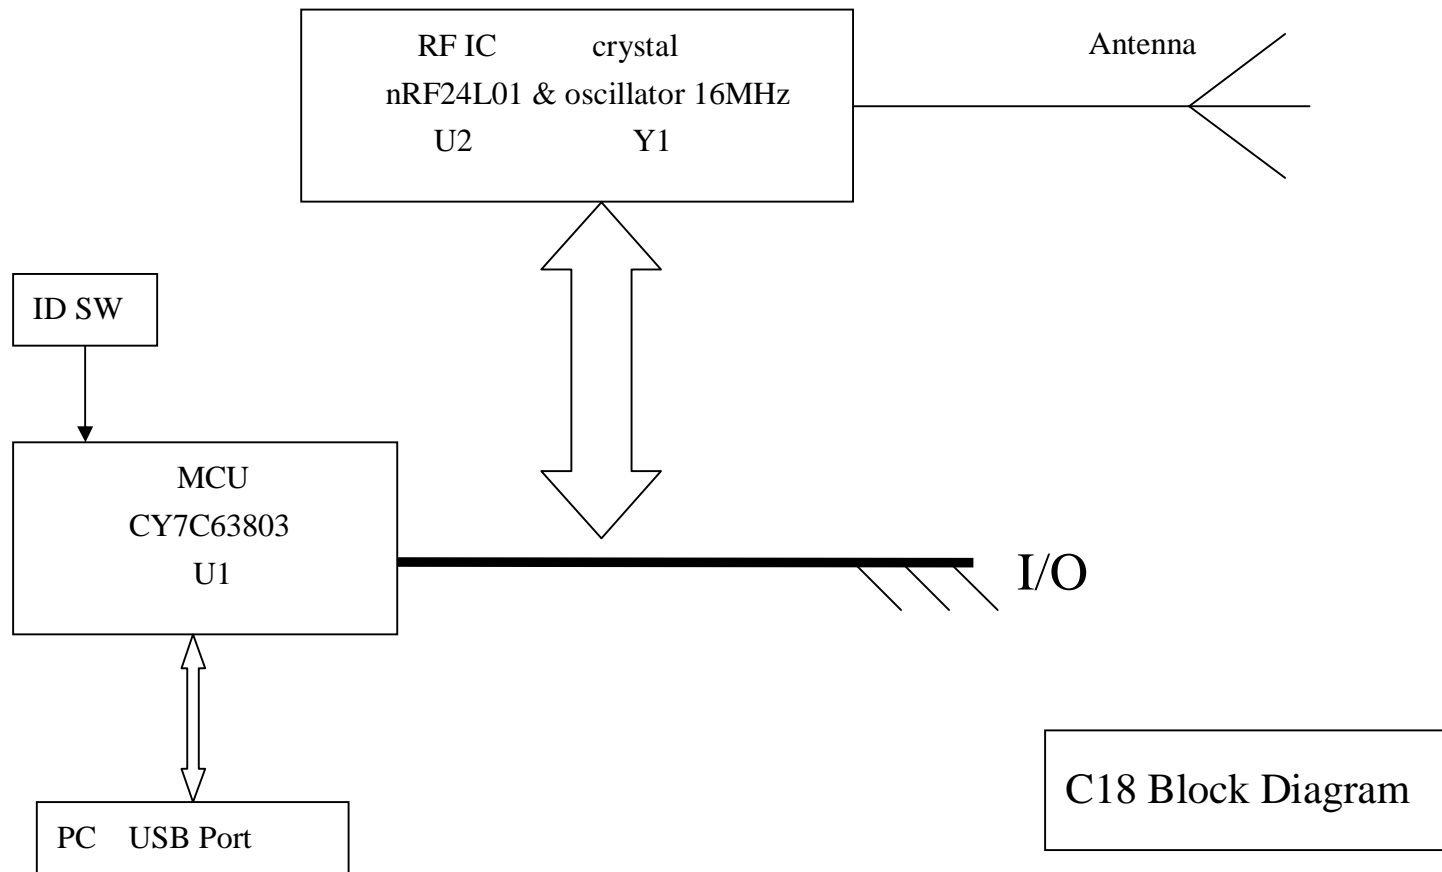 RF IC crystal
nRF24L01 & oscillator 16MHz
U2 Y1
Antenna
ID SW
MCU
CY7C63803
U1
I/O
PC USB Port
C18 Block Diagram